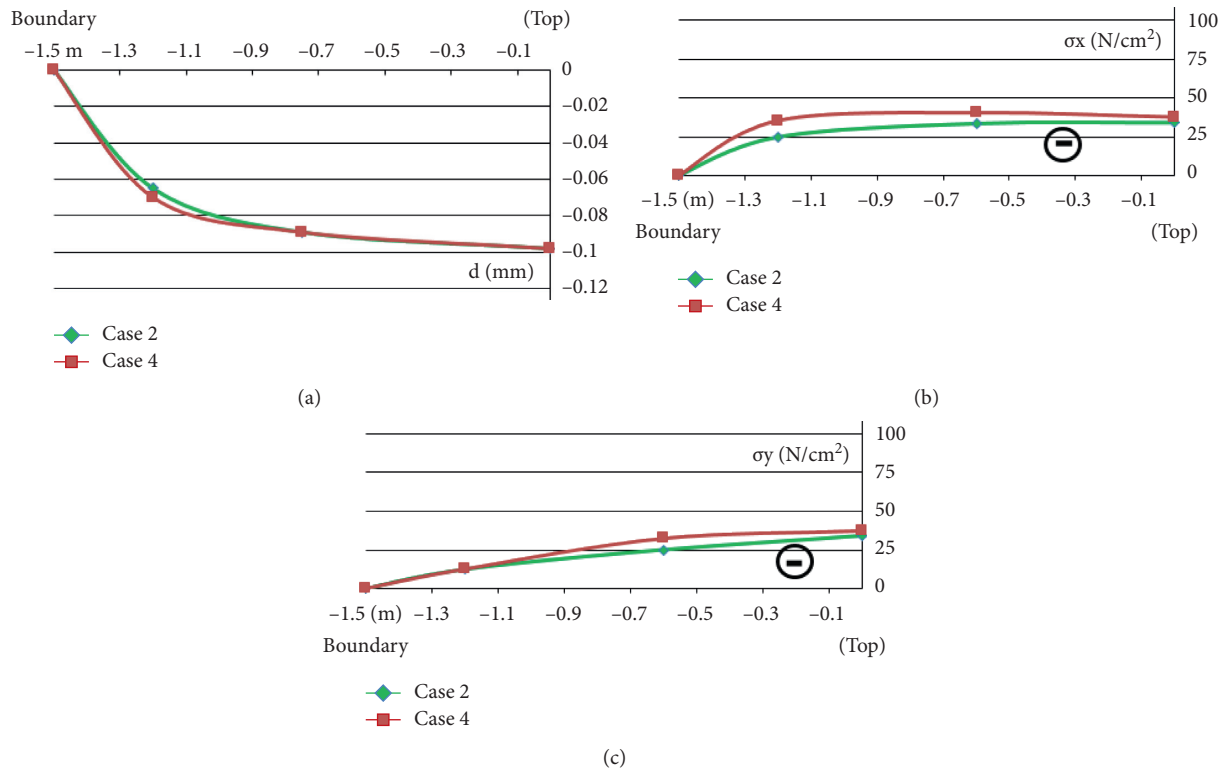 Boundary (Top)
–1.5 m –1.3 –1.1 –0.9 –0.7 –0.5 –0.3 –0.1
0
–0.02
–0.04
–0.06
–0.08
–0.1
–0.12
d (mm)
Case 2
Case 4
(a)
σx (N/cm²)
100
75
50
25
0
–1.5 (m) –1.3 –1.1 –0.9 –0.7 –0.5 –0.3 –0.1
Boundary (Top)
Case 2
Case 4
(b)
σy (N/cm²)
100
75
50
25
0
–1.5 (m) –1.3 –1.1 –0.9 –0.7 –0.5 –0.3 –0.1
Boundary (Top)
Case 2
Case 4
(c)